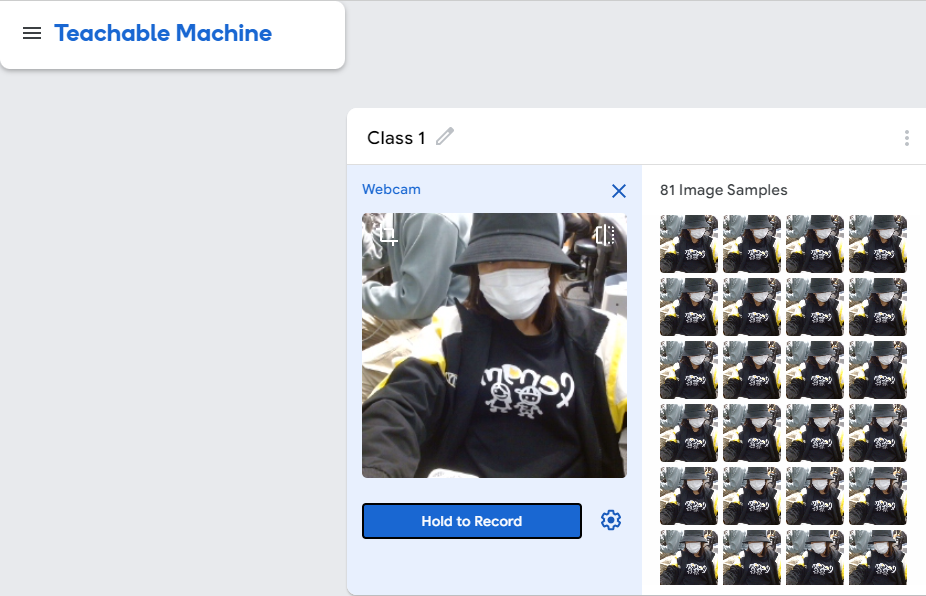 Teachable Machine
Class 1
Webcam
81 Image Samples
Hold to Record